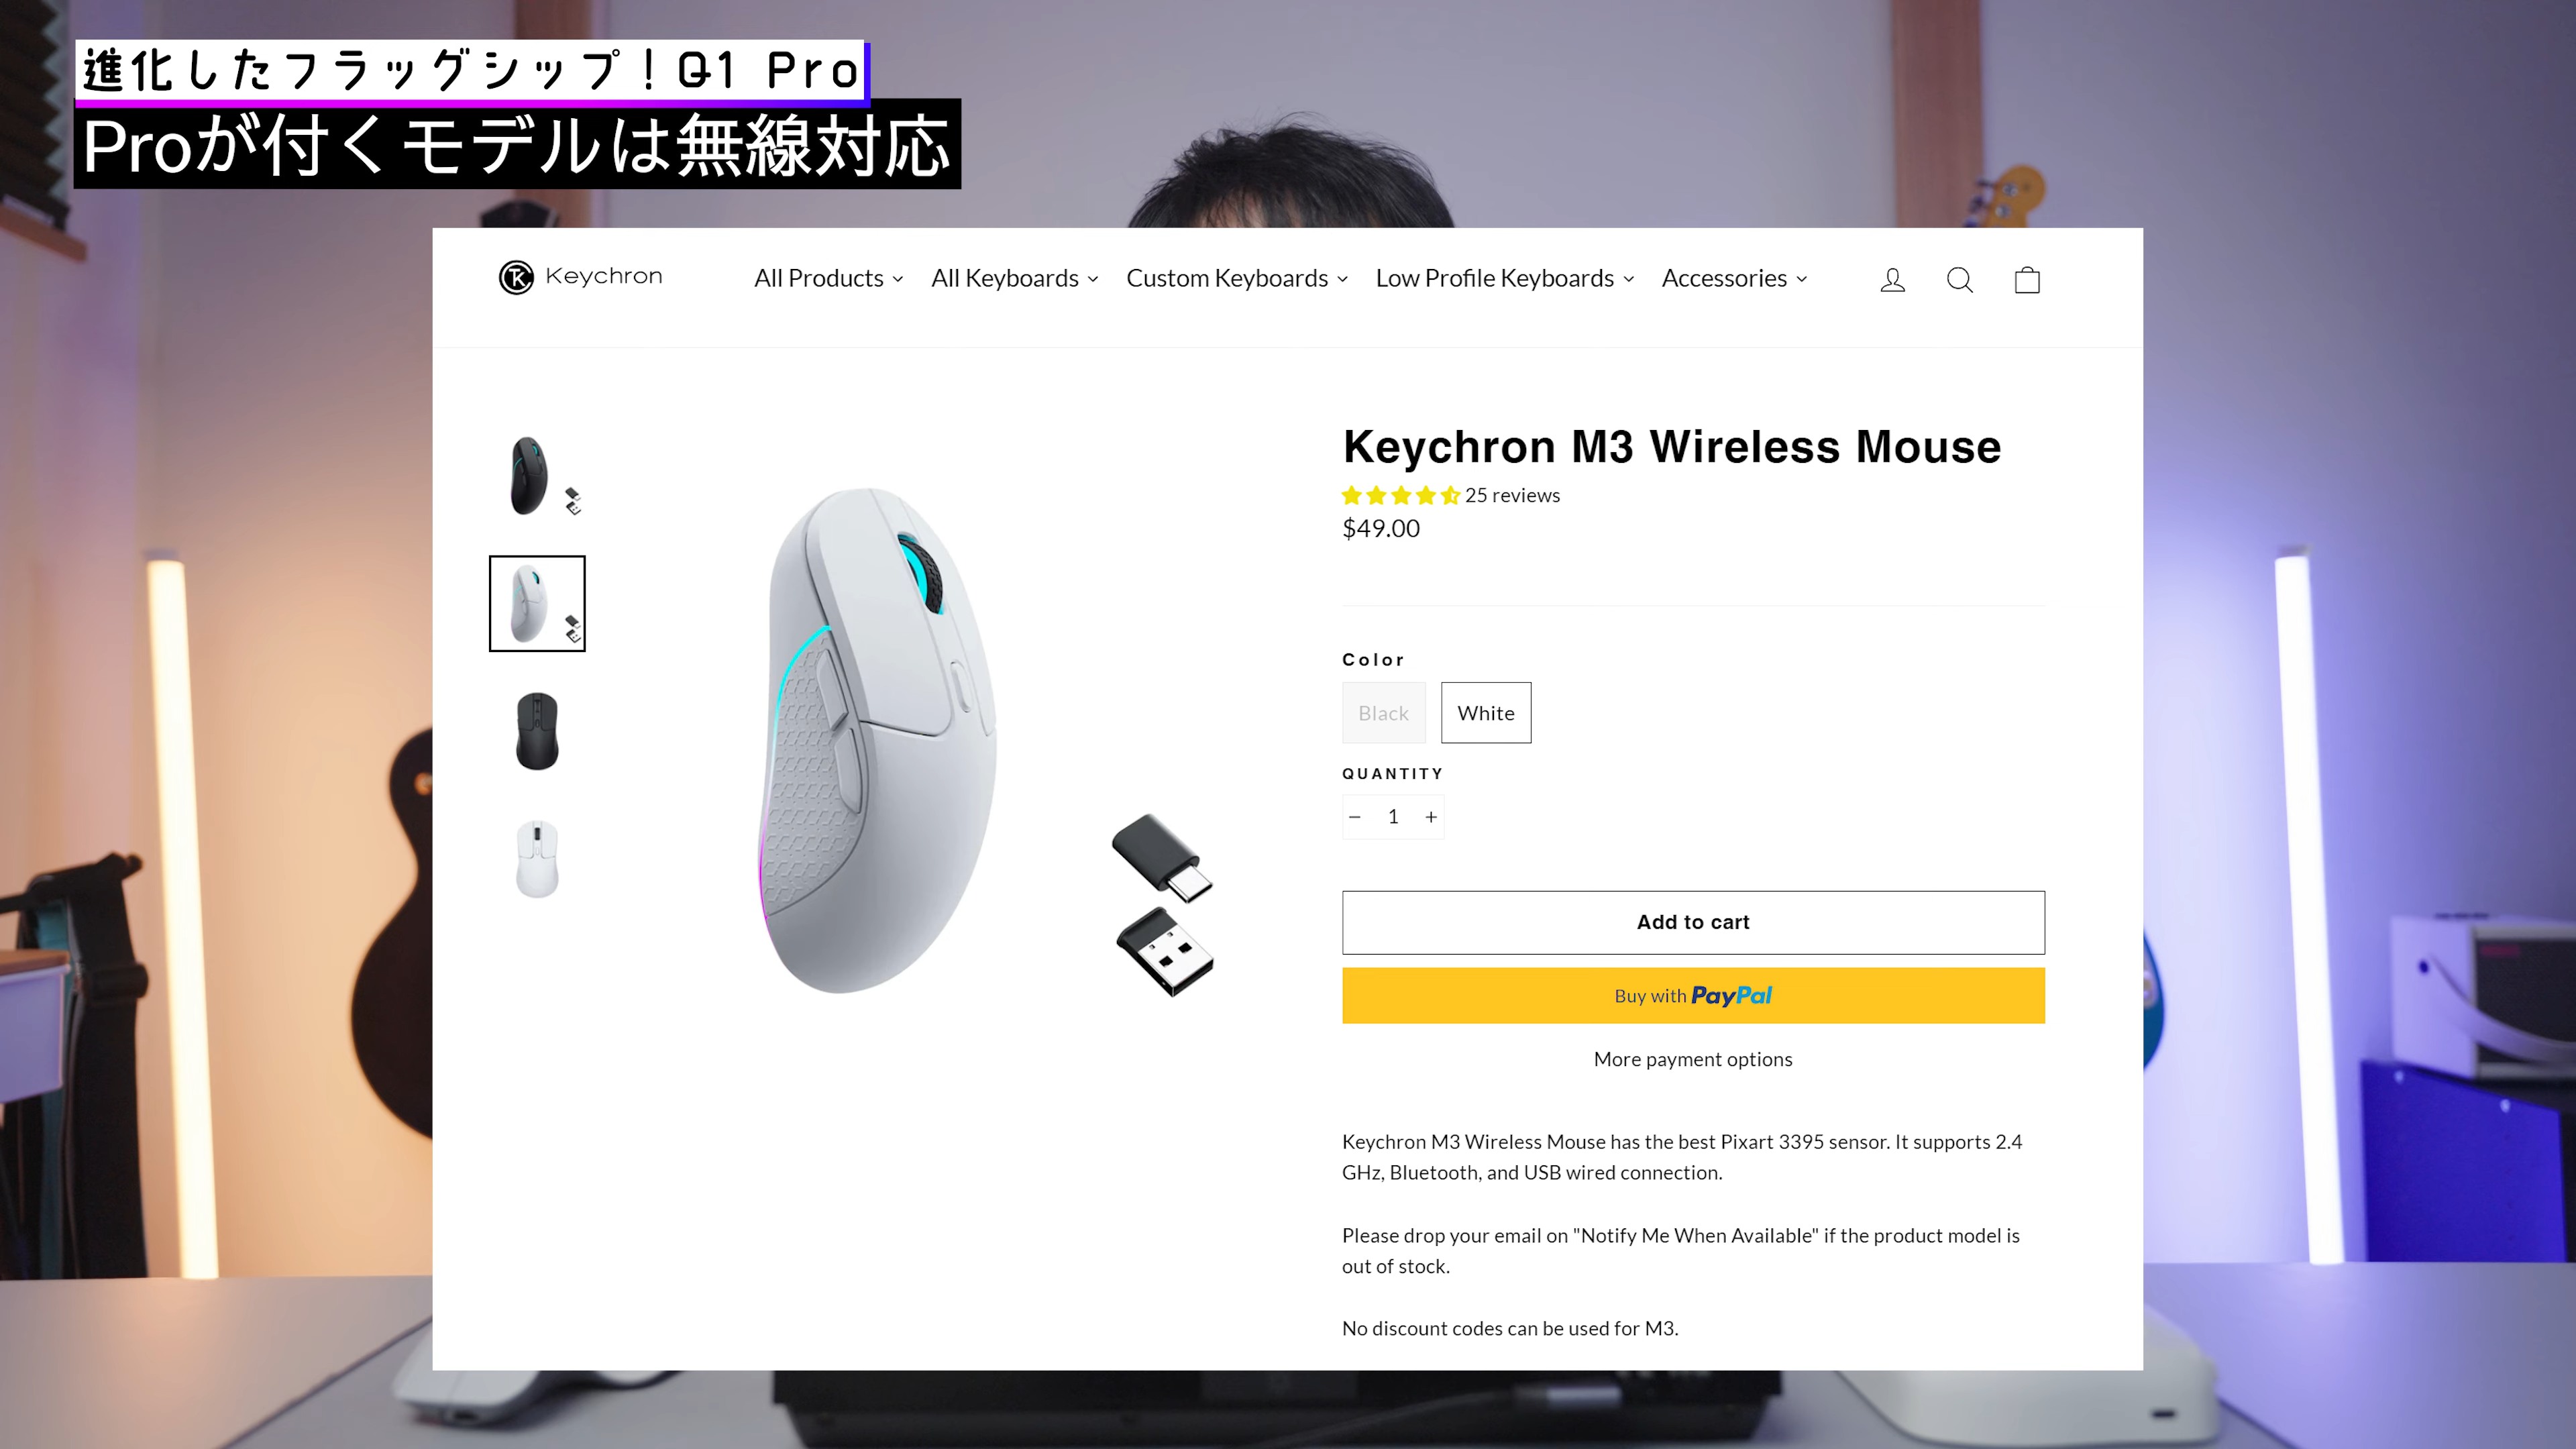 進化したフラッグシップ！Q1 Pro
Proが付くモデルは無線対応
Keychron
All Products
All Keyboards
Custom Keyboards
Low Profile Keyboards
Accessories
Keychron M3 Wireless Mouse
25 reviews
$49.00
Color
Black
White
QUANTITY
− 1 +
Add to cart
Buy with PayPal
More payment options
Keychron M3 Wireless Mouse has the best Pixart 3395 sensor. It supports 2.4
GHz, Bluetooth, and USB wired connection.
Please drop your email on "Notify Me When Available" if the product model is
out of stock.
No discount codes can be used for M3.